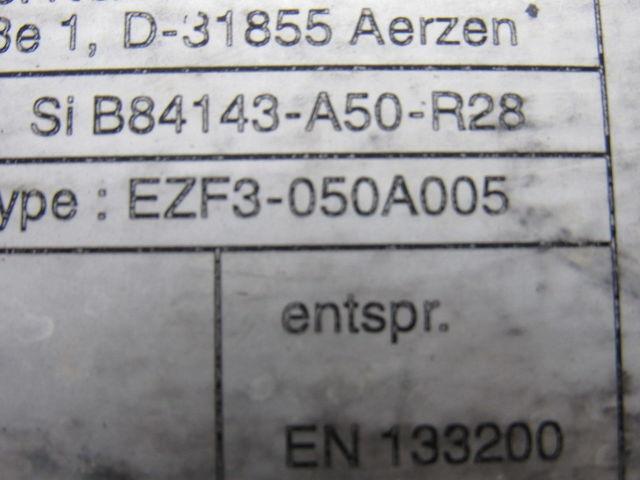 ße 1, D-31855 Aerzen
Si B84143-A50-R28
ype : EZF3-050A005
entspr.
EN 133200